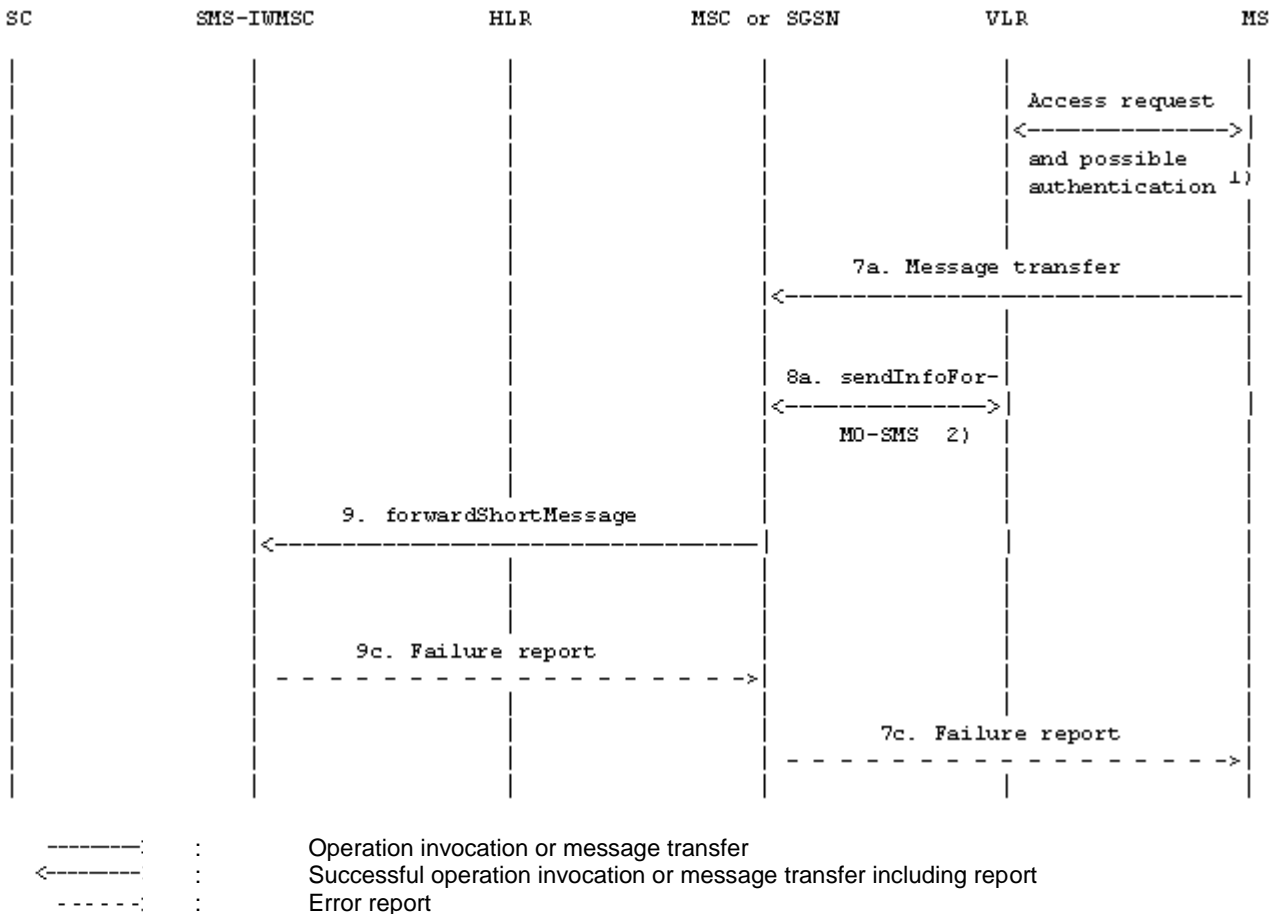 SC SMS-IWMSC HLR MSC or SGSN VLR MS
Access request
and possible
authentication 1)
7a. Message transfer
8a. sendInfoFor-
MO-SMS 2)
9. forwardShortMessage
9c. Failure report
7c. Failure report
: Operation invocation or message transfer
: Successful operation invocation or message transfer including report
: Error report